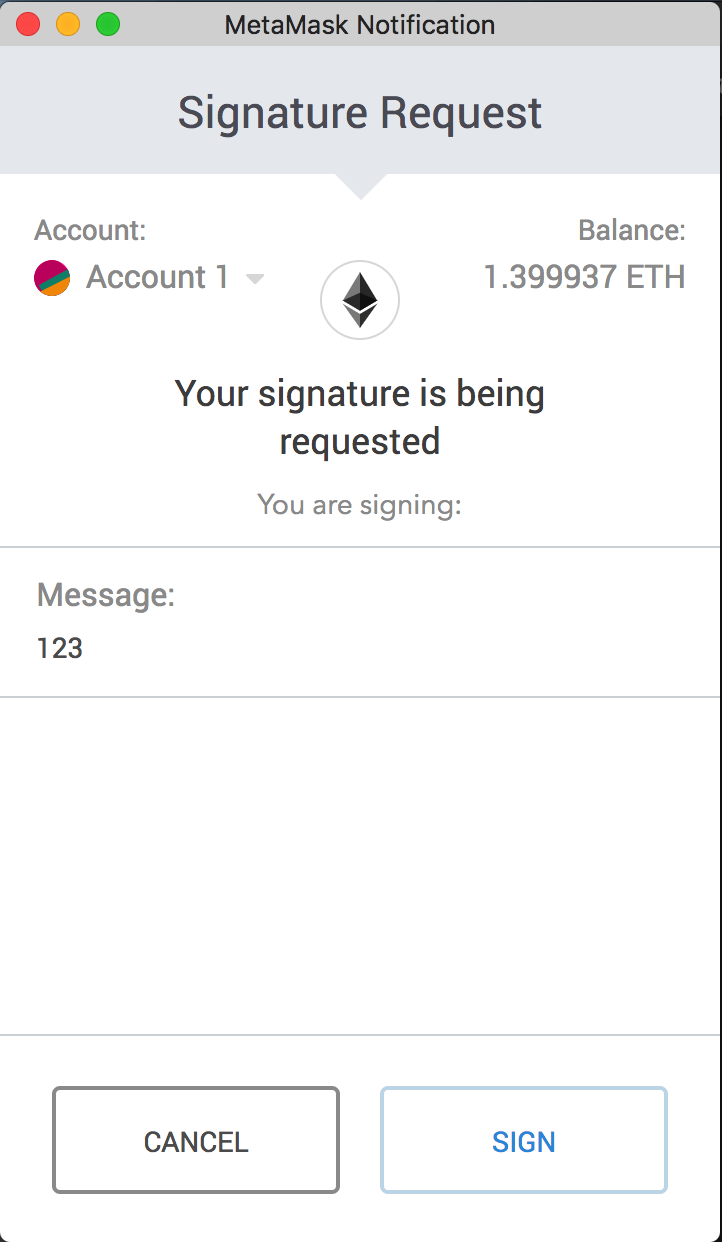 MetaMask Notification
Signature Request
Account:
Balance:
Account 1
1.399937 ETH
Your signature is being
requested
You are signing:
Message:
123
CANCEL
SIGN